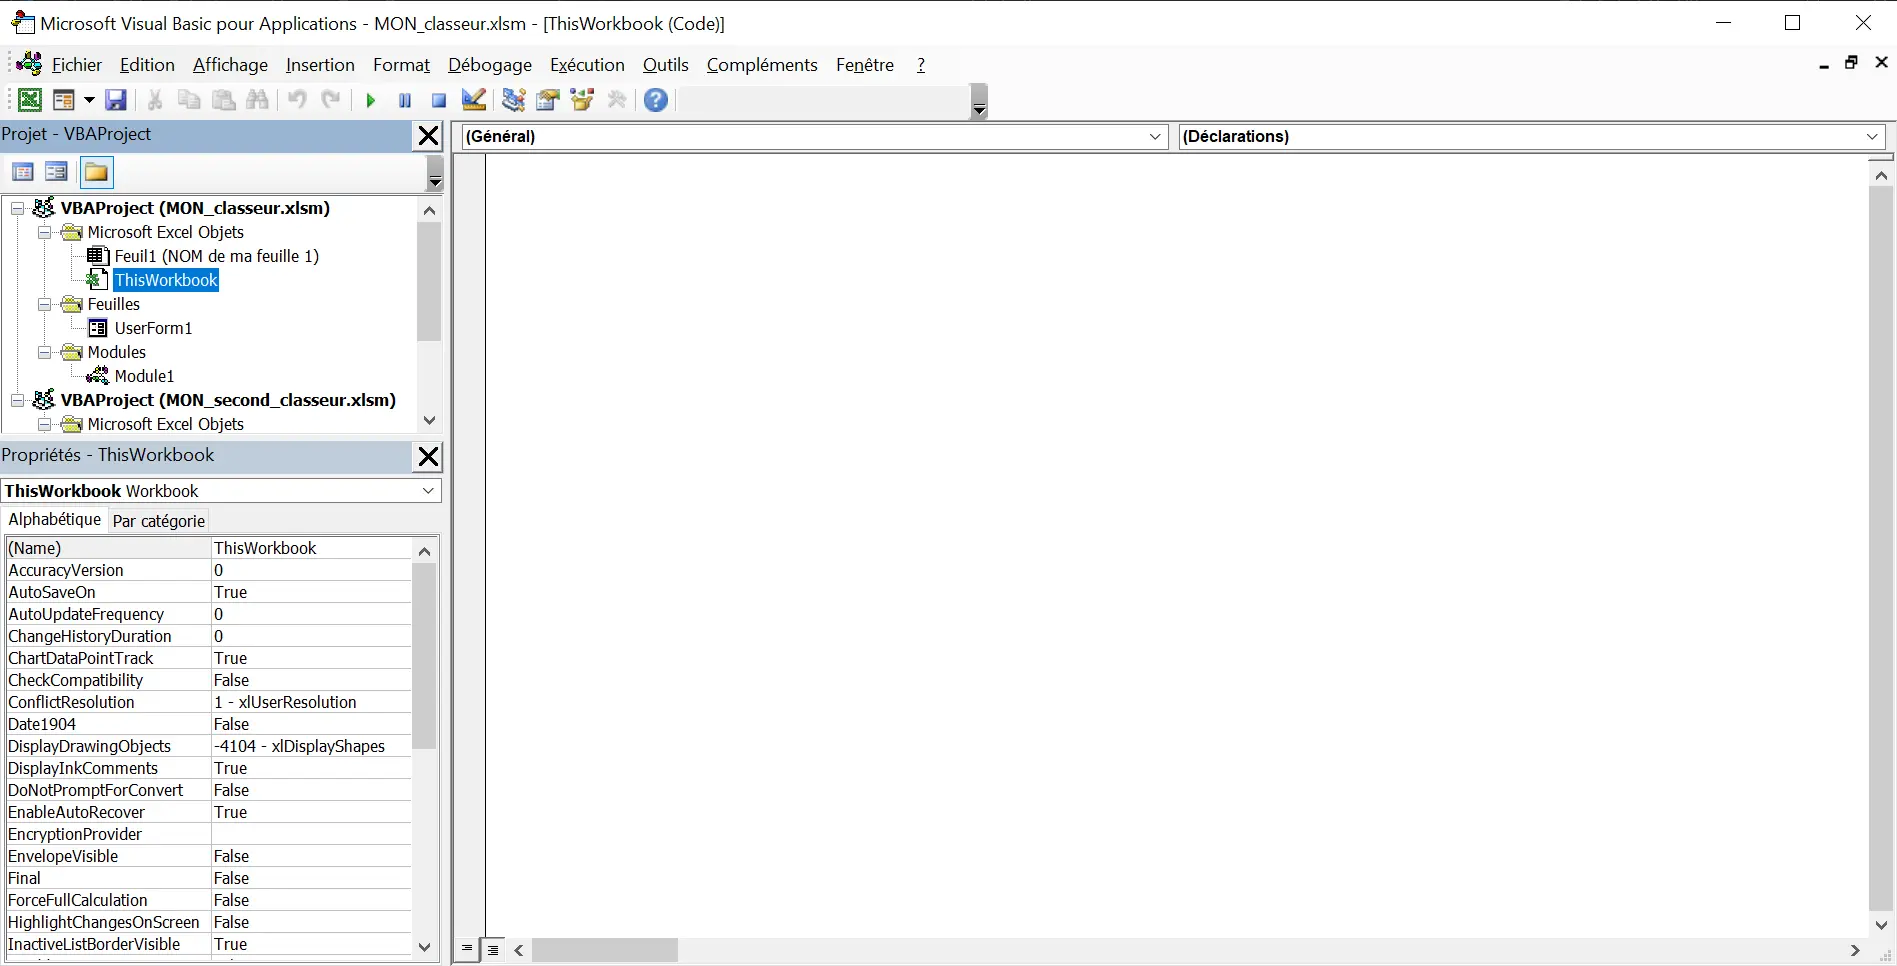 Microsoft Visual Basic pour Applications - MON_classeur.xlsm - [ThisWorkbook (Code)]
Fichier Edition Affichage Insertion Format Débogage Exécution Outils Compléments Fenêtre ?
Projet - VBAProject
(Général) (Déclarations)
VBAProject (MON_classeur.xlsm)
Microsoft Excel Objets
Feuil1 (NOM de ma feuille 1)
ThisWorkbook
Feuilles
UserForm1
Modules
Module1
VBAProject (MON_second_classeur.xlsm)
Microsoft Excel Objets
Propriétés - ThisWorkbook
ThisWorkbook Workbook
Alphabétique Par catégorie
(Name) ThisWorkbook
AccuracyVersion 0
AutoSaveOn True
AutoUpdateFrequency 0
ChangeHistoryDuration 0
ChartDataPointTrack True
CheckCompatibility False
ConflictResolution 1 - xlUserResolution
Date1904 False
DisplayDrawingObjects -4104 - xlDisplayShapes
DisplayInkComments True
DoNotPromptForConvert False
EnableAutoRecover True
EncryptionProvider
EnvelopeVisible False
Final False
ForceFullCalculation False
HighlightChangesOnScreen False
InactiveListBorderVisible True